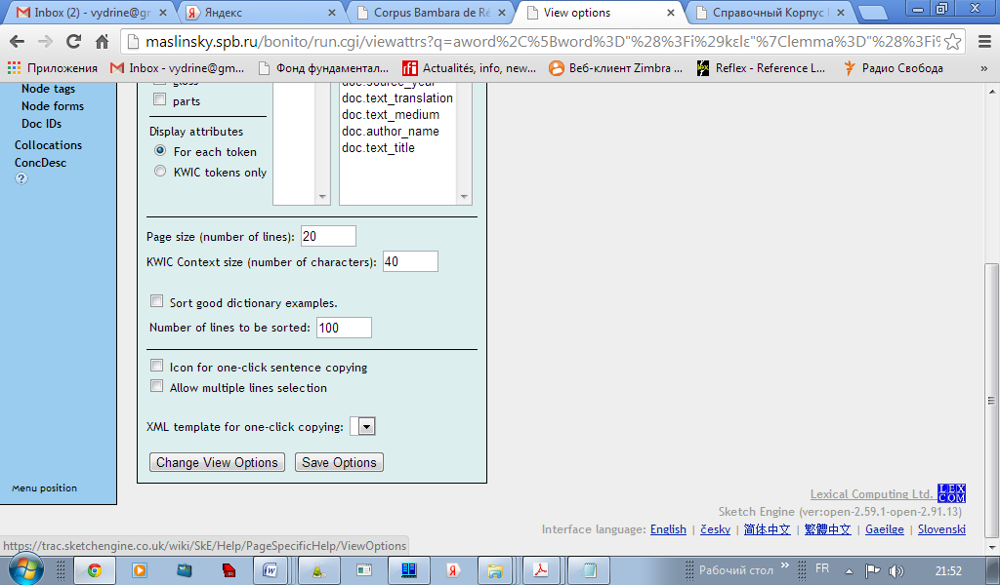 Inbox (2) - vydrine@gr
Яндекс
Corpus Bambara de Ré
View options
Справочный Корпус
maslinsky.spb.ru/bonito/run.cgi/viewattrs?q=aword%2C%5Bword%3D"%28%3Fi%29kɛlɛ"%7Clemma%3D"%28%3Fi%
Приложения
Inbox - vydrine@gm...
Фонд фундаментал...
Actualités, info, new...
Веб-клиент Zimbra ...
Reflex - Reference L...
Радио Свобода
»
Node tags
Node forms
Doc IDs
Collocations
ConcDesc
?
Menu position
gloss
parts
Display attributes
For each token
KWIC tokens only
doc.source_year
doc.text_translation
doc.text_medium
doc.author_name
doc.text_title
Page size (number of lines): 20
KWIC Context size (number of characters): 40
Sort good dictionary examples.
Number of lines to be sorted: 100
Icon for one-click sentence copying
Allow multiple lines selection
XML template for one-click copying:
Change View Options Save Options
Lexical Computing Ltd. LEX COM
Sketch Engine (ver:open-2.59.1-open-2.91.13)
Interface language: English | česky | 简体中文 | 繁體中文 | Gaeilge | Slovenski
https://trac.sketchengine.co.uk/wiki/SkE/Help/PageSpecificHelp/ViewOptions
Рабочий стол » FR 21:52